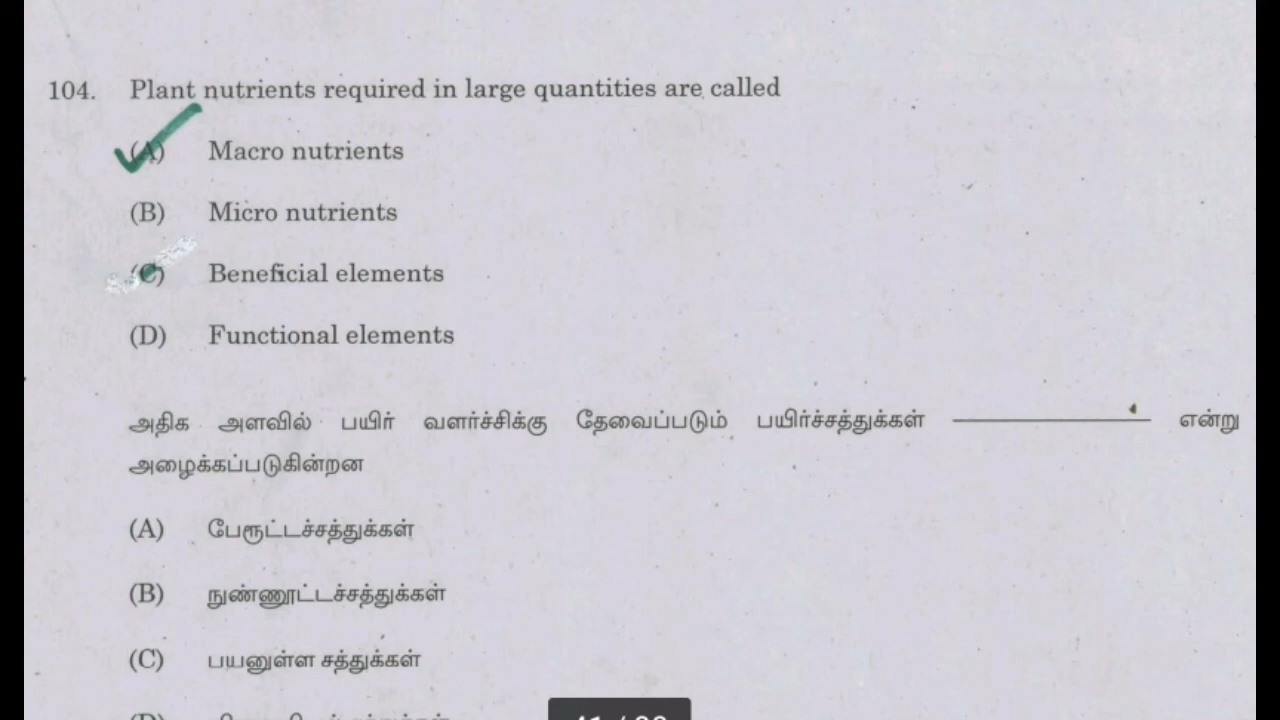 104. Plant nutrients required in large quantities are called
(A) Macro nutrients
(B) Micro nutrients
(C) Beneficial elements
(D) Functional elements
அதிக அளவில் பயிர் வளர்ச்சிக்கு தேவைப்படும் பயிர்ச்சத்துக்கள் ___________ என்று
அழைக்கப்படுகின்றன
(A) பேரூட்டச்சத்துக்கள்
(B) நுண்ணூட்டச்சத்துக்கள்
(C) பயனுள்ள சத்துக்கள்
(D)